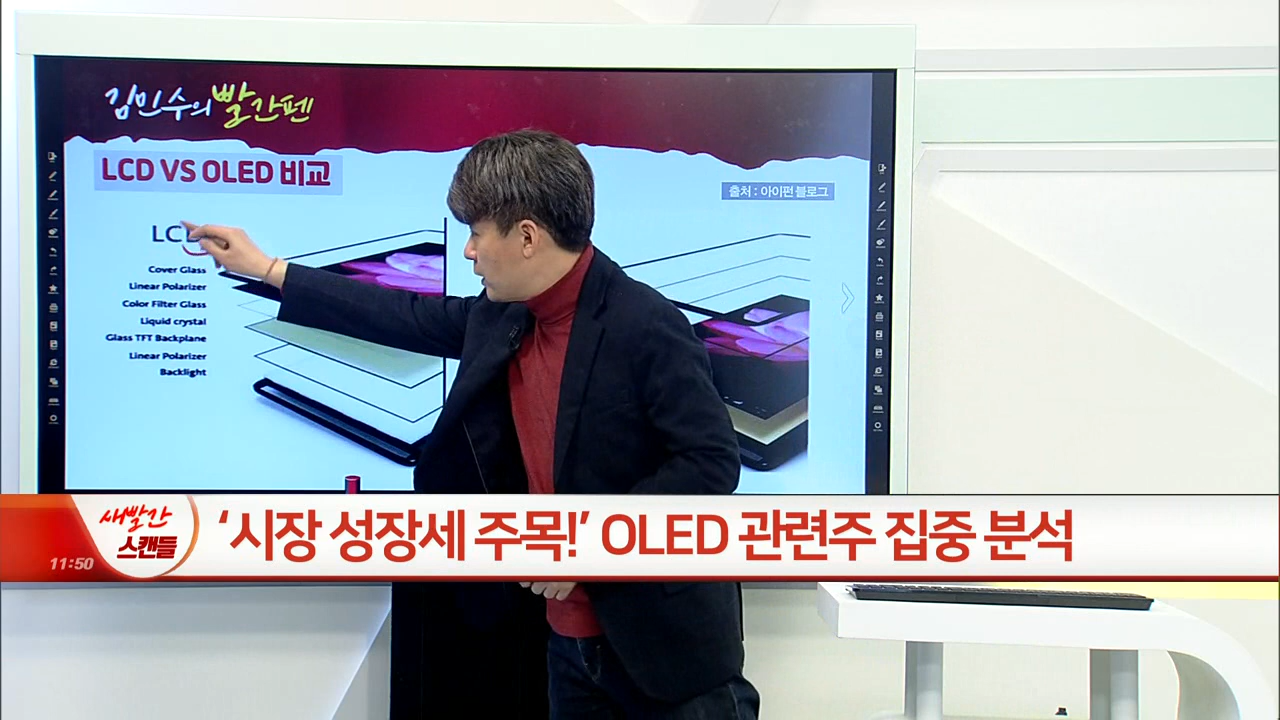 김민수의 빨간펜
LCD VS OLED 비교
출처 : 아이펀 블로그
LCD
Cover Glass
Linear Polarizer
Color Filter Glass
Liquid crystal
Glass TFT Backplane
Linear Polarizer
Backlight
새빨간
스캔들
11:50
‘시장 성장세 주목!’ OLED 관련주 집중 분석